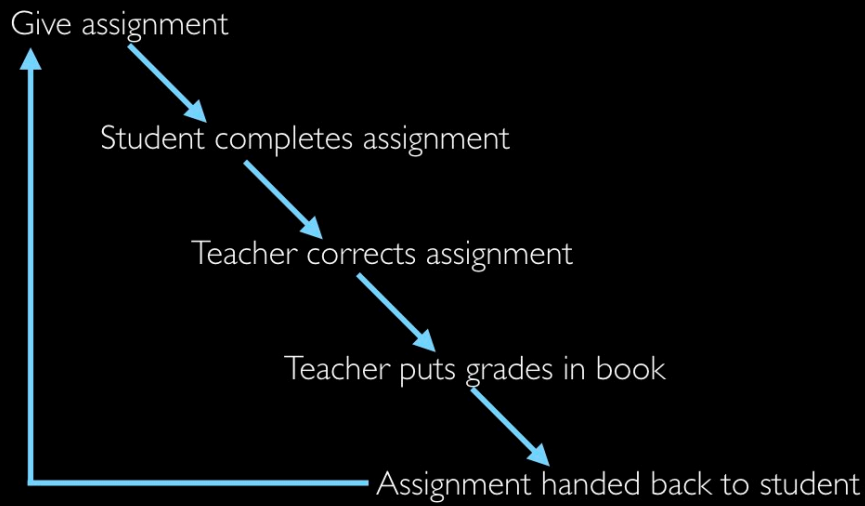 Give assignment
Student completes assignment
Teacher corrects assignment
Teacher puts grades in book
Assignment handed back to student